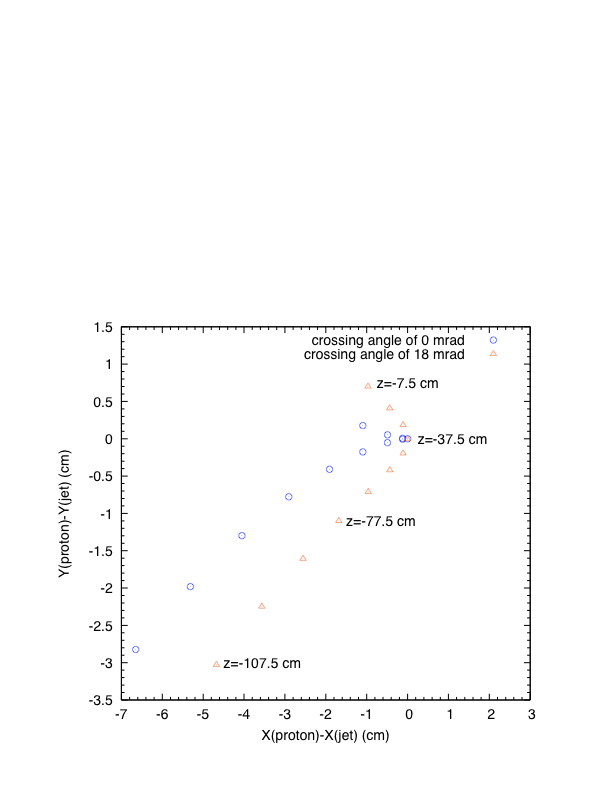 1.5
1
0.5
0
-0.5
-1
-1.5
-2
-2.5
-3
-3.5
-7 -6 -5 -4 -3 -2 -1 0 1 2 3
Y(proton)-Y(jet) (cm)
X(proton)-X(jet) (cm)
crossing angle of 0 mrad
crossing angle of 18 mrad
z=-7.5 cm
z=-37.5 cm
z=-77.5 cm
z=-107.5 cm